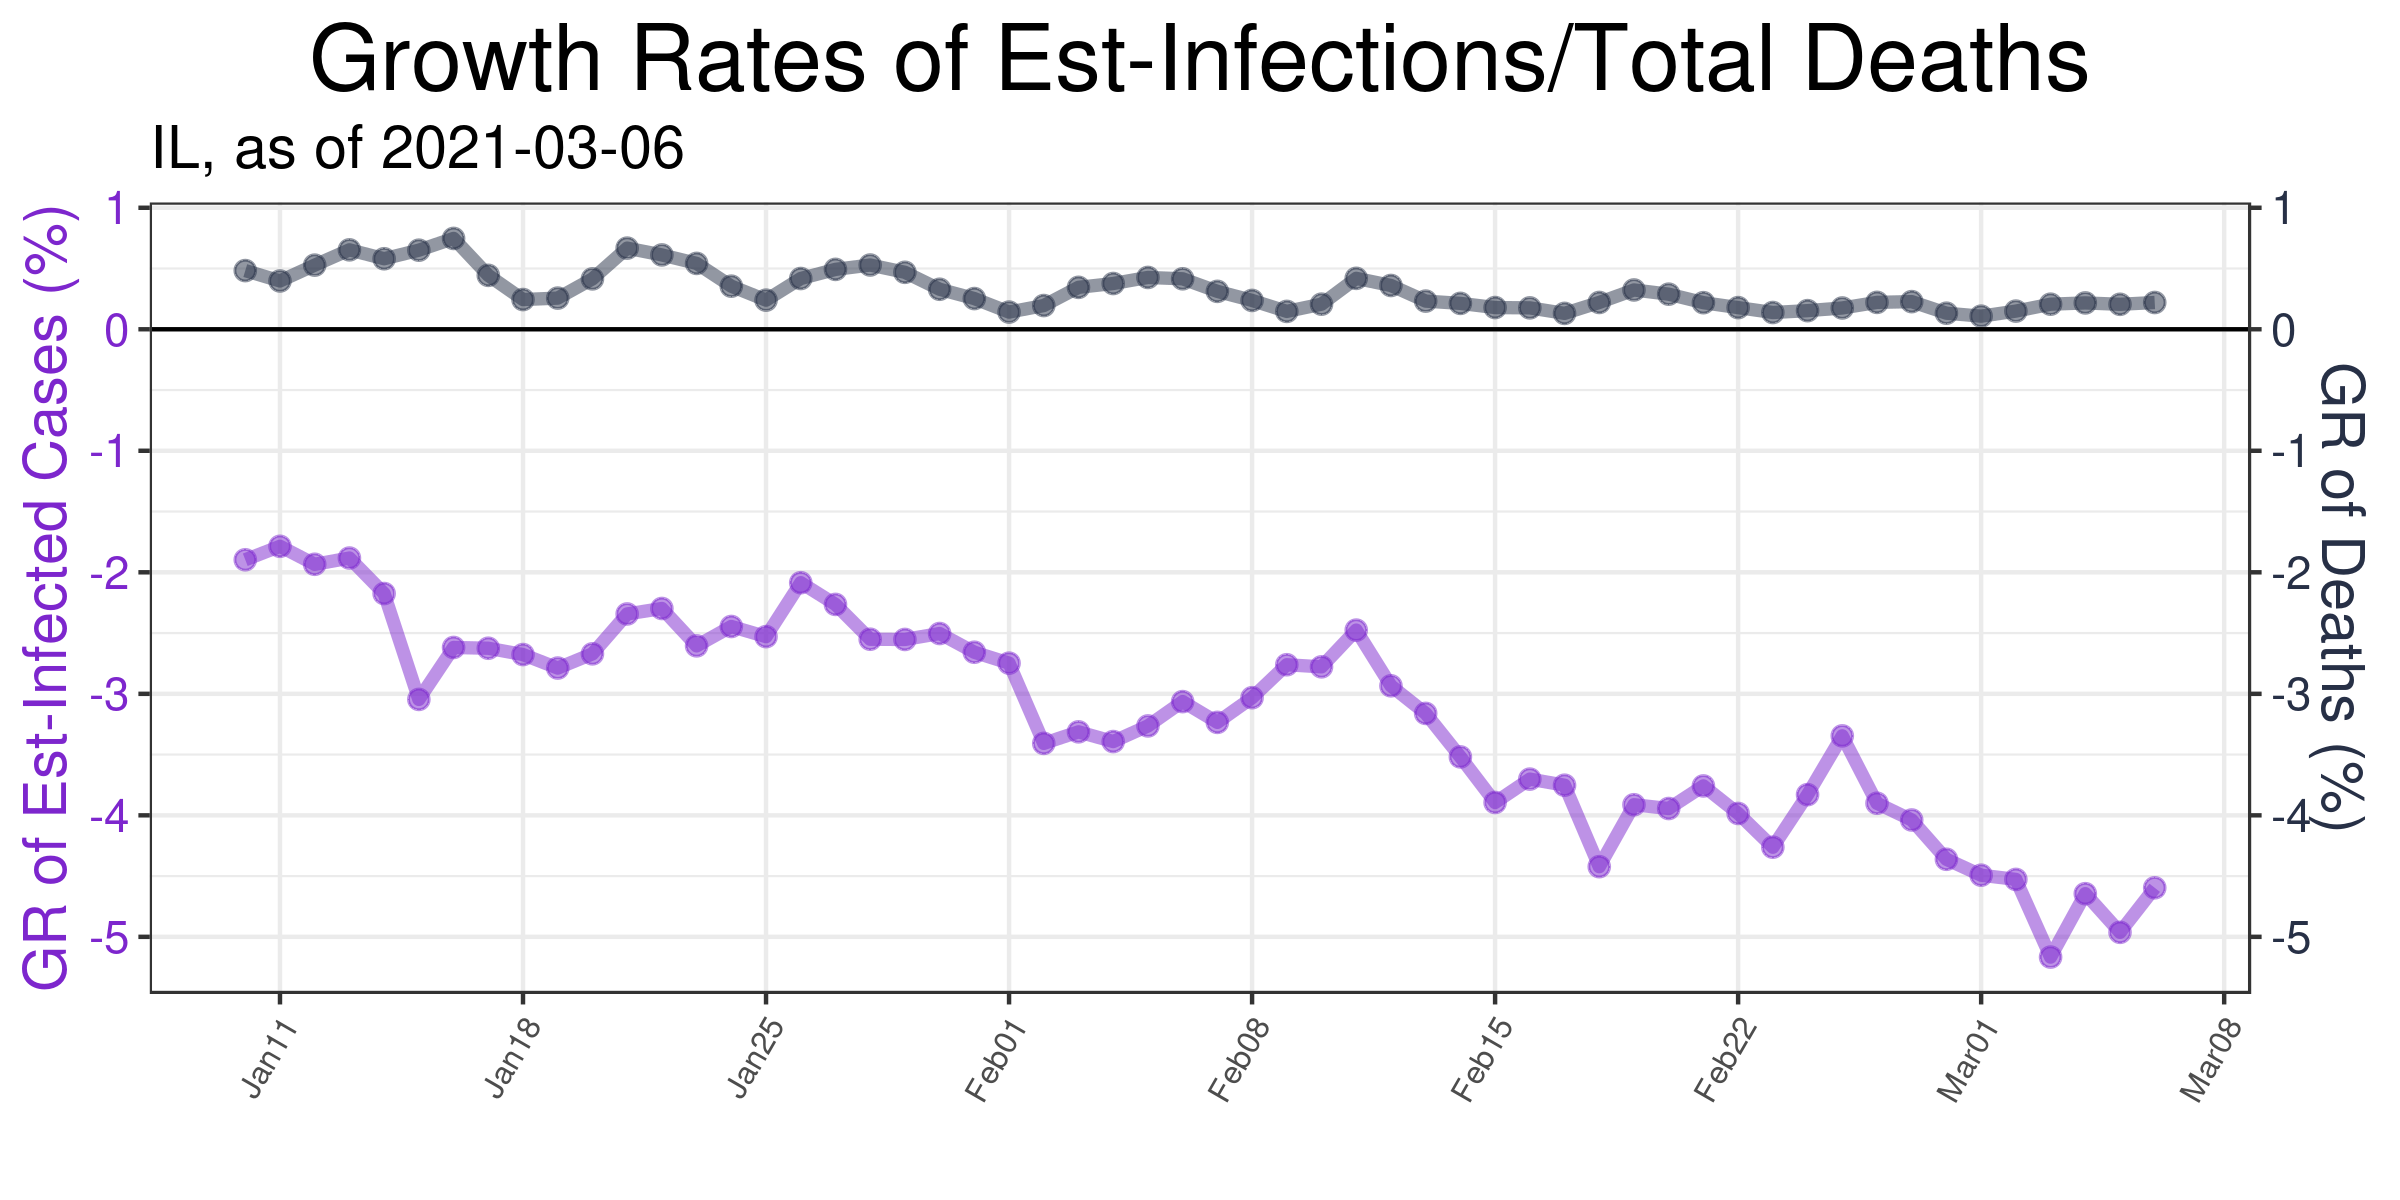 Growth Rates of Est-Infections/Total Deaths
IL, as of 2021-03-06
GR of Est-Infected Cases (%)
1
0
-1
-2
-3
-4
-5
1
0
-1
-2
-3
-4
-5
GR of Deaths (%)
Jan11
Jan18
Jan25
Feb01
Feb08
Feb15
Feb22
Mar01
Mar08